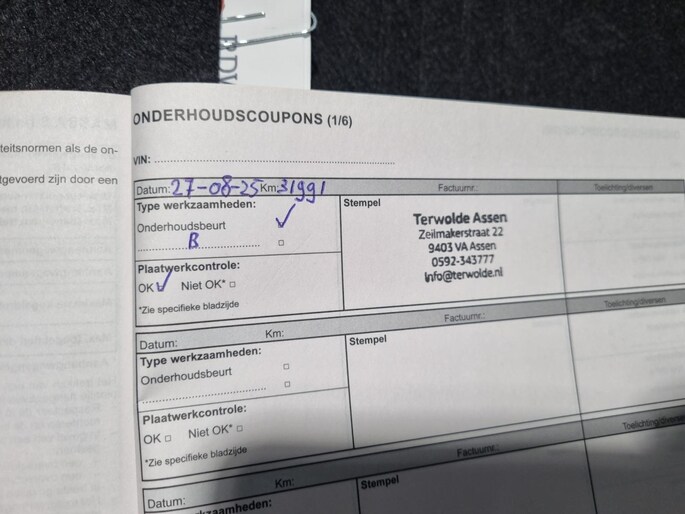 RDW
teitsnormen als de on-
tgevoerd zijn door een
ONDERHOUDSCOUPONS (1/6)
VIN:
Datum: 27-08-25 Km: 31991
Factuurnr.:
Toelichting/diversen
Type werkzaamheden:
Onderhoudsbeurt
B
Plaatwerkcontrole:
OK Niet OK*
*Zie specifieke bladzijde
Stempel
Terwolde Assen
Zeilmakerstraat 22
9403 VA Assen
0592-343777
Info@terwolde.nl
Datum: Km:
Factuurnr.:
Toelichting/diversen
Type werkzaamheden:
Onderhoudsbeurt
Plaatwerkcontrole:
OK Niet OK*
*Zie specifieke bladzijde
Stempel
Datum: Km:
Factuurnr.:
Toelichting/diversen
werkzaamheden:
Stempel